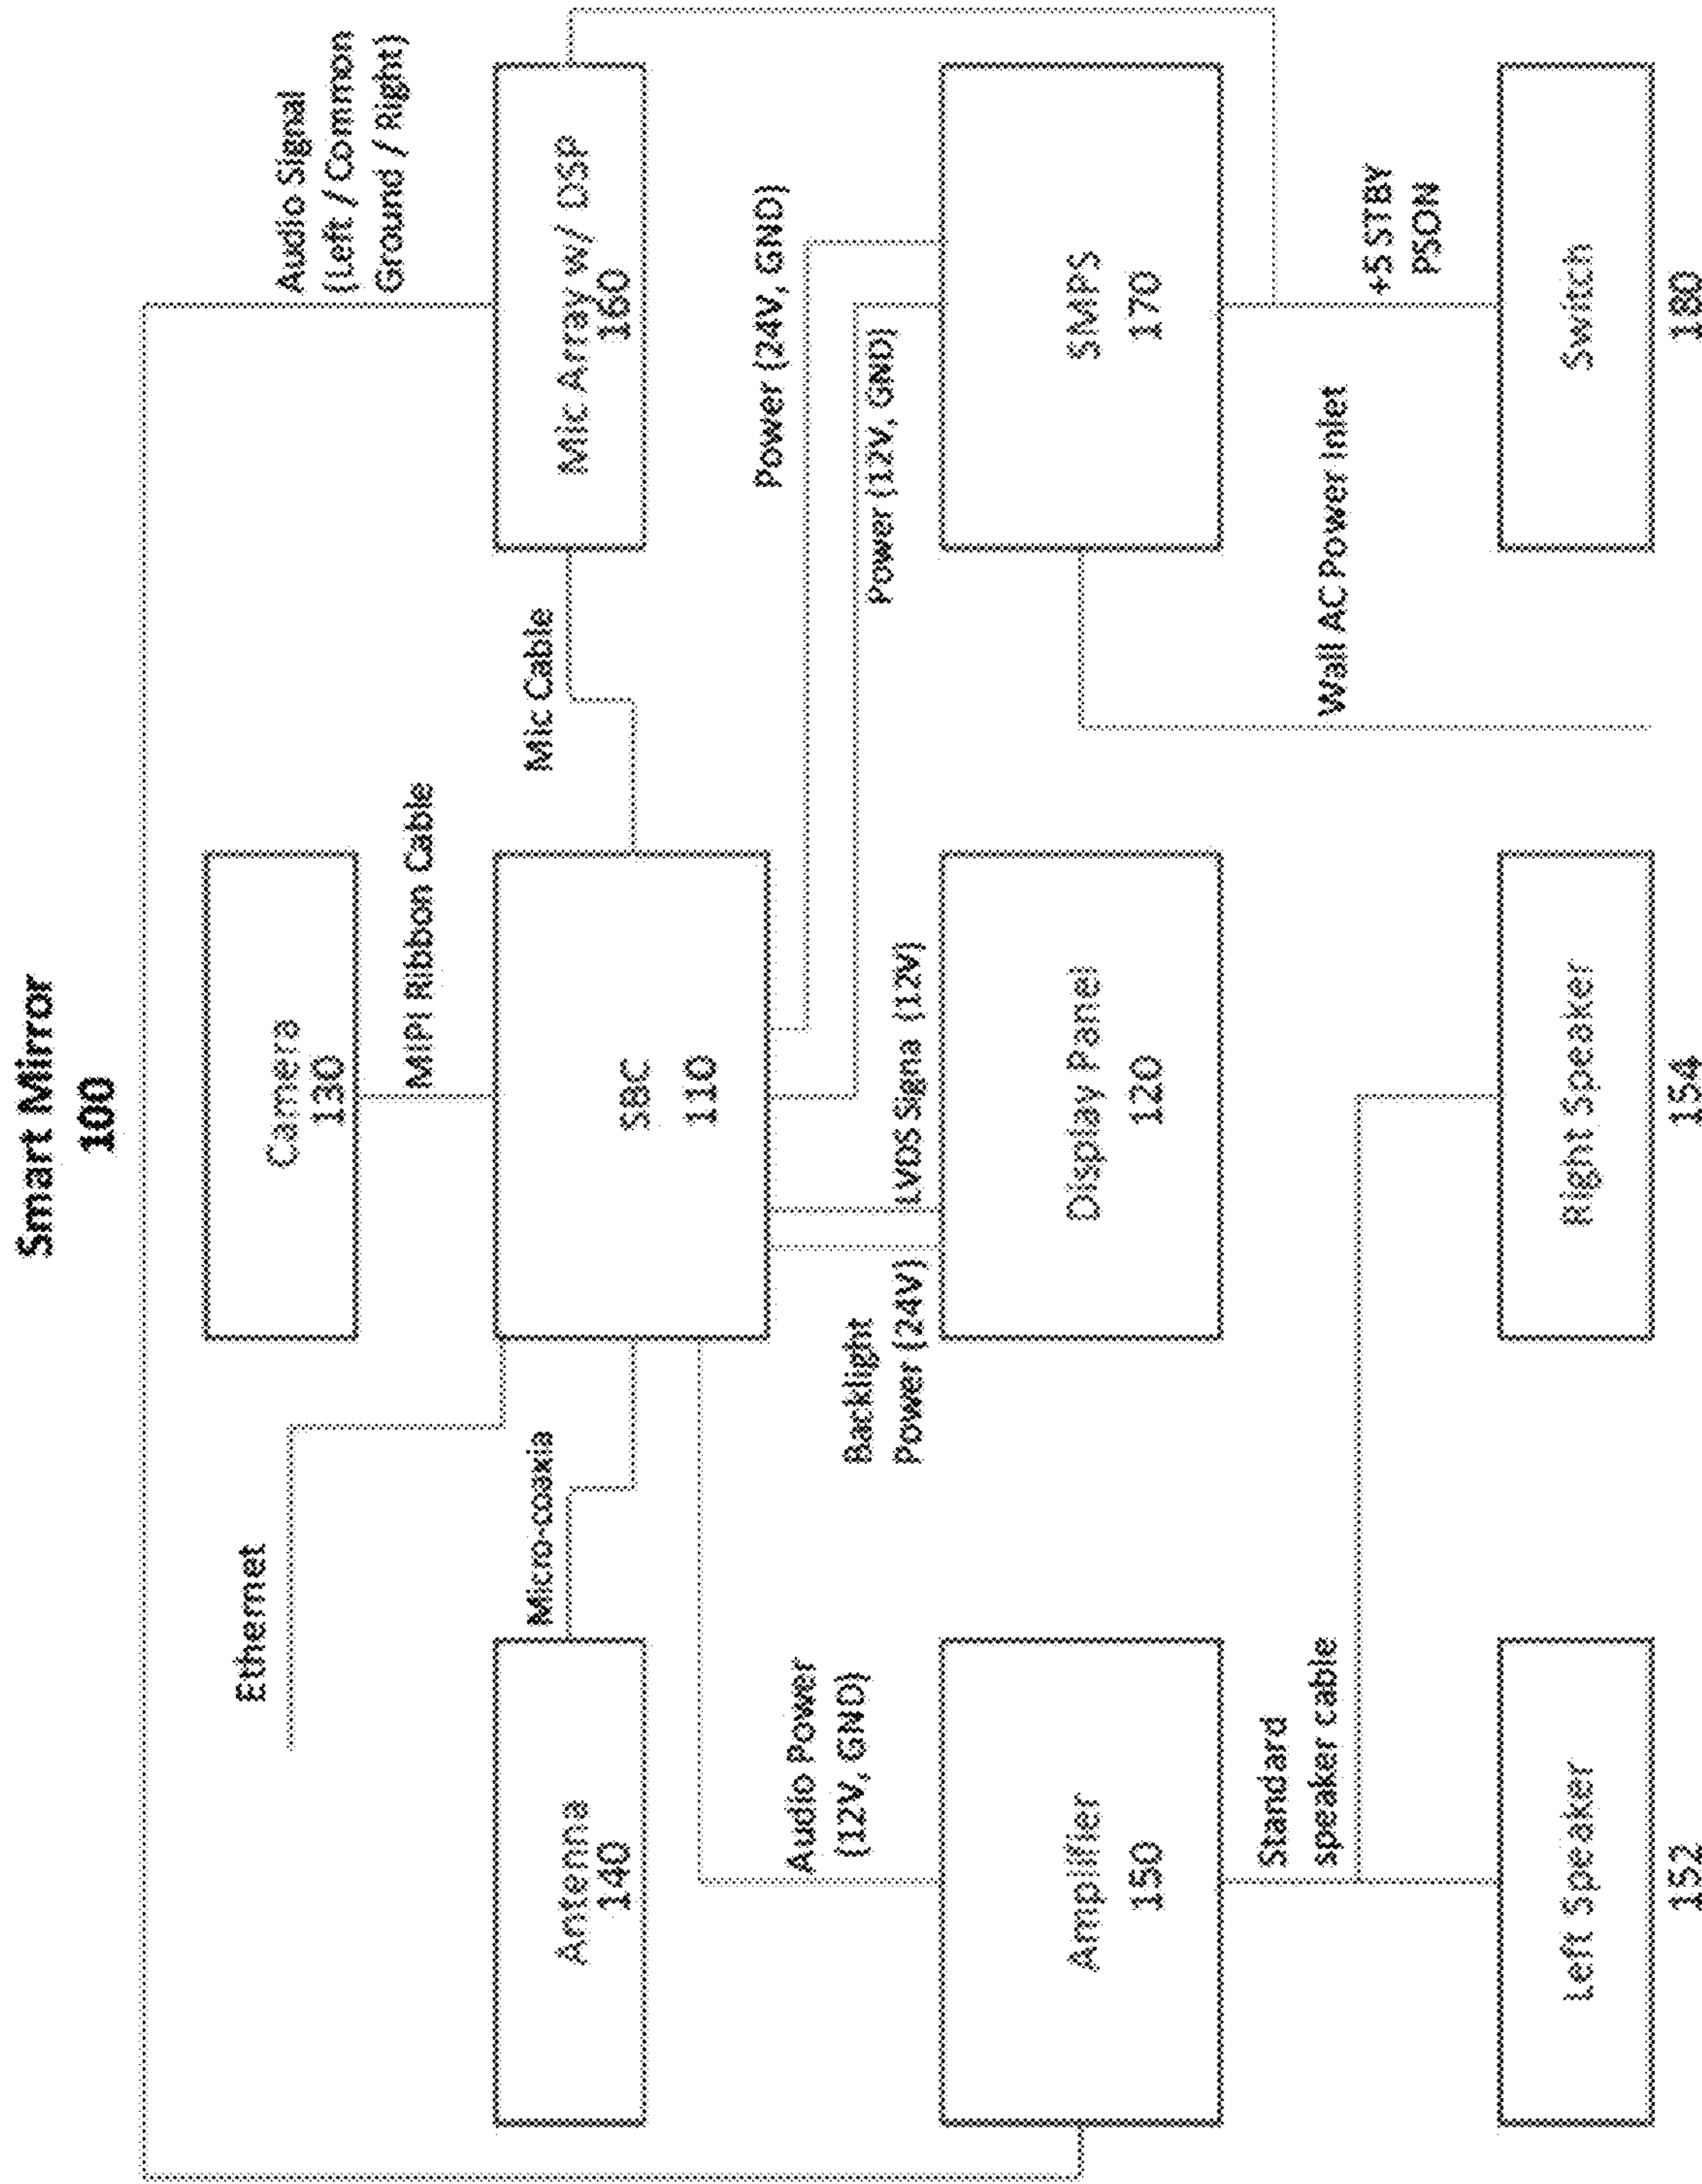 Smart Mirror
100
Audio Signal
(Left / Common
Ground / Right)
Ethernet
Camera
130
MIPI Ribbon Cable
Antenna
140
Micro-coaxia
SBC
110
Mic Cable
Mic Array w/ DSP
160
Audio Power
(12V, GND)
Backlight
Power (24V)
LVDS Signa (12V)
Power (24V, GND)
Power (12V, GND)
Amplifier
150
Display Panel
120
SMPS
170
Standard
speaker cable
Wall AC Power Inlet
+5 STBY
PSON
Left Speaker
152
Right Speaker
154
Switch
180